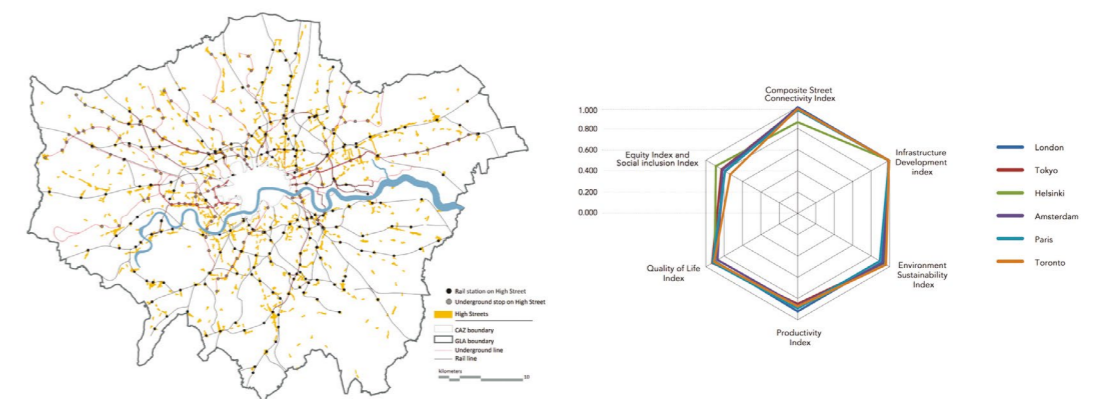 Rail station on High Street
Underground stop on High Street
High Streets
CAZ boundary
GLA boundary
Underground line
Rail line
kilometers
10
Composite Street
Connectivity Index
1.000
0.800
0.600
0.400
0.200
0.000
Equity Index and
Social inclusion Index
Infrastructure
Development
index
Quality of Life
Index
Environment
Sustainability
Index
Productivity
Index
London
Tokyo
Helsinki
Amsterdam
Paris
Toronto